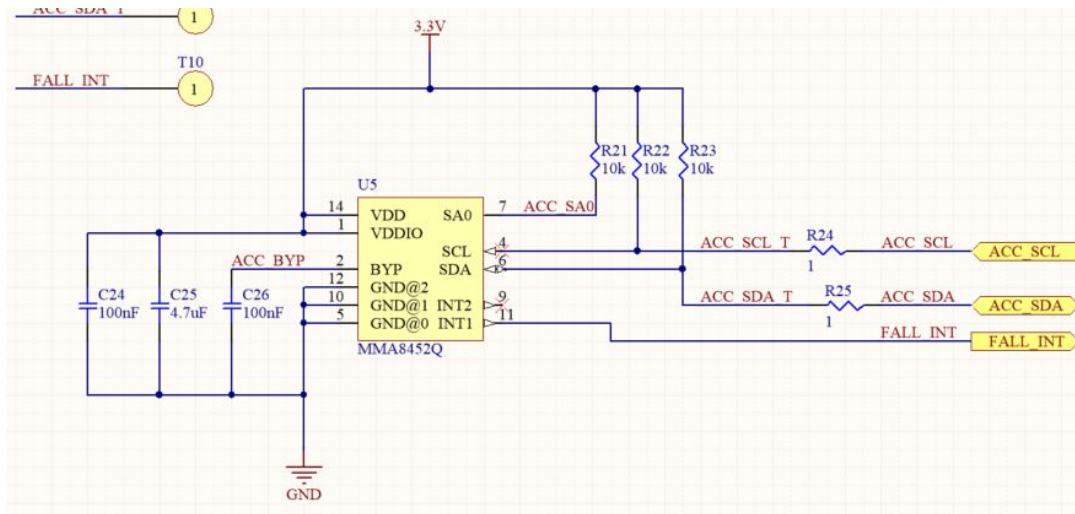 ACC_SDA_T
1
T10
FALL_INT
1
3.3V
R21
10k
R22
10k
R23
10k
U5
14
VDD
SA0
7
ACC_SA0
1
VDDIO
SCL
4
ACC_SCL_T
R24
1
ACC_SCL
ACC_SCL
ACC_BYP
2
BYP
SDA
6
12
GND@2
C24
100nF
C25
4.7uF
C26
100nF
10
GND@1
INT2
9
ACC_SDA_T
R25
1
ACC_SDA
ACC_SDA
5
GND@0
INT1
11
FALL_INT
FALL_INT
MMA8452Q
GND